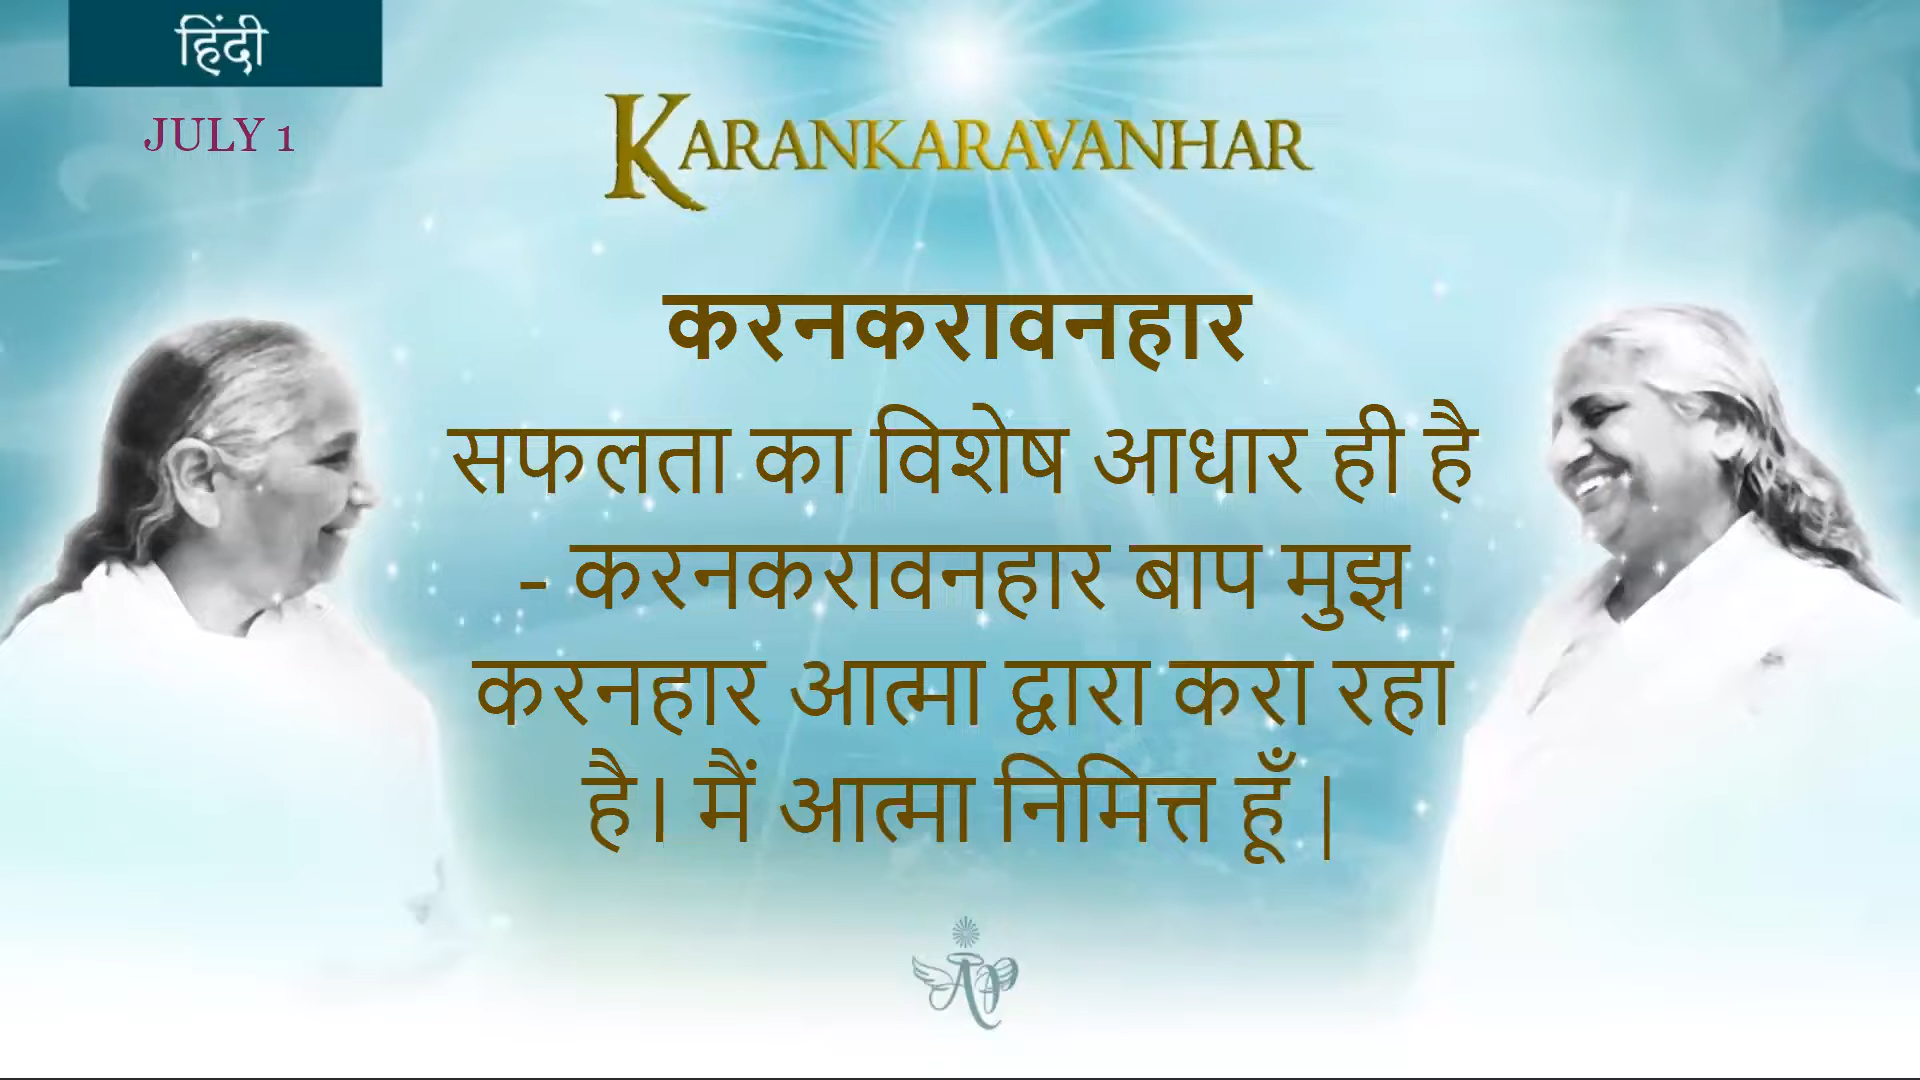 हिंदी
JULY 1
KARANKARAVANHAR
करनकरावनहार
सफलता का विशेष आधार ही है
- करनकरावनहार बाप मुझ
करनहार आत्मा द्वारा करा रहा
है। मैं आत्मा निमित्त हूँ |